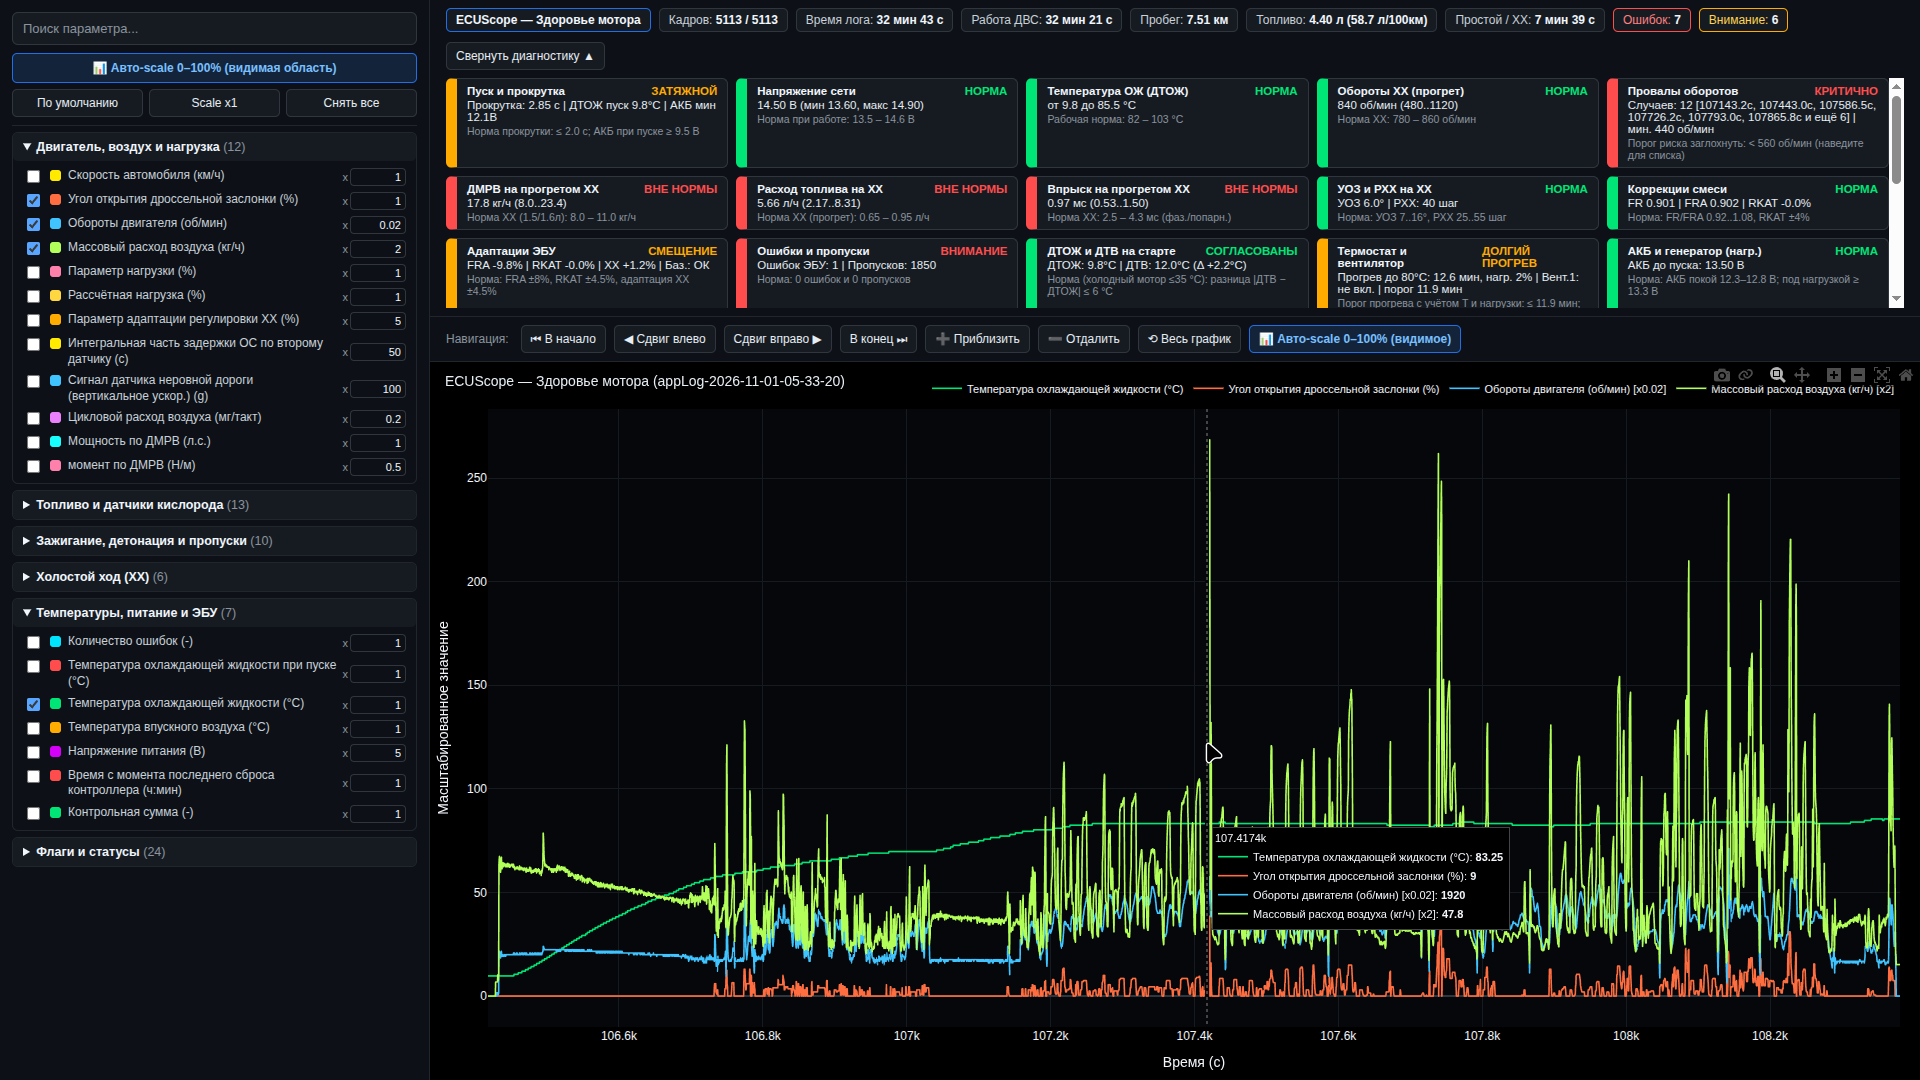 Поиск параметра...
📊 Авто-scale 0–100% (видимая область)
По умолчанию
Scale x1
Снять все
▼ Двигатель, воздух и нагрузка (12)
Скорость автомобиля (км/ч) x 1
Угол открытия дроссельной заслонки (%) x 1
Обороты двигателя (об/мин) x 0.02
Массовый расход воздуха (кг/ч) x 2
Параметр нагрузки (%) x 1
Рассчётная нагрузка (%) x 1
Параметр адаптации регулировки ХХ (%) x 5
Интегральная часть задержки ОС по второму
датчику (с) x 50
Сигнал датчика неровной дороги
(вертикальное ускор.) (g) x 100
Цикловой расход воздуха (мг/такт) x 0.2
Мощность по ДМРВ (л.с.) x 1
момент по ДМРВ (Н/м) x 0.5
▶ Топливо и датчики кислорода (13)
▶ Зажигание, детонация и пропуски (10)
▶ Холостой ход (ХХ) (6)
▼ Температуры, питание и ЭБУ (7)
Количество ошибок (-) x 1
Температура охлаждающей жидкости при пуске
(°C) x 1
Температура охлаждающей жидкости (°C) x 1
Температура впускного воздуха (°C) x 1
Напряжение питания (В) x 5
Время с момента последнего сброса
контроллера (ч:мин) x 1
Контрольная сумма (-) x 1
▶ Флаги и статусы (24)
ECUScope — Здоровье мотора
Кадров: 5113 / 5113
Время лога: 32 мин 43 с
Работа ДВС: 32 мин 21 с
Пробег: 7.51 км
Топливо: 4.40 л (58.7 л/100км)
Простой / ХХ: 7 мин 39 с
Ошибок: 7
Внимание: 6
Свернуть диагностику ▲
Пуск и прокрутка ЗАТЯЖНОЙ
Прокрутка: 2.85 с | ДТОЖ пуск 9.8°C | АКБ мин
12.1В
Норма прокрутки: ≤ 2.0 с; АКБ при пуске ≥ 9.5 В
Напряжение сети НОРМА
14.50 В (мин 13.60, макс 14.90)
Норма при работе: 13.5 – 14.6 В
Температура ОЖ (ДТОЖ) НОРМА
от 9.8 до 85.5 °C
Рабочая норма: 82 – 103 °C
Обороты ХХ (прогрет) НОРМА
840 об/мин (480..1120)
Норма ХХ: 780 – 860 об/мин
Провалы оборотов КРИТИЧНО
Случаев: 12 [107143.2с, 107443.0с, 107586.5с,
107726.2с, 107793.0с, 107865.8с и ещё 6] |
мин. 440 об/мин
Порог риска заглохнуть: < 560 об/мин (наведите
для списка)
ДМРВ на прогретом ХХ ВНЕ НОРМЫ
17.8 кг/ч (8.0..23.4)
Норма ХХ (1.5/1.6л): 8.0 – 11.0 кг/ч
Расход топлива на ХХ ВНЕ НОРМЫ
5.66 л/ч (2.17..8.31)
Норма ХХ (прогрет): 0.65 – 0.95 л/ч
Впрыск на прогретом ХХ ВНЕ НОРМЫ
0.97 мс (0.53..1.50)
Норма ХХ: 2.5 – 4.3 мс (фаз./попарн.)
УОЗ и РХХ на ХХ НОРМА
УОЗ 6.0° | РХХ: 40 шаг
Норма: УОЗ 7..16°, РХХ 25..55 шаг
Коррекции смеси НОРМА
FR 0.901 | FRA 0.902 | RKAT -0.0%
Норма: FR/FRA 0.92..1.08, RKAT ±4%
Адаптации ЭБУ СМЕЩЕНИЕ
FRA -9.8% | RKAT -0.0% | ХХ +1.2% | Баз.: ОК
Норма: FRA ±8%, RKAT ±4.5%, адаптация ХХ
±4.5%
Ошибки и пропуски ВНИМАНИЕ
Ошибок ЭБУ: 1 | Пропусков: 1850
Норма: 0 ошибок и 0 пропусков
ДТОЖ и ДТВ на старте СОГЛАСОВАНЫ
ДТОЖ: 9.8°C | ДТВ: 12.0°C (Δ +2.2°C)
Норма (холодный мотор ≤35 °C): разница |ДТВ −
ДТОЖ| ≤ 6 °C
Термостат и
вентилятор
ДОЛГИЙ
ПРОГРЕВ
Прогрев до 80°C: 12.6 мин, нагр. 2% | Вент.1:
не вкл. | порог 11.9 мин
Порог прогрева с учётом Т и нагрузки: ≤ 11.9 мин;
АКБ и генератор (нагр.) НОРМА
АКБ до пуска: 13.50 В
Норма: АКБ покой 12.3–12.8 В; под нагрузкой ≥
13.3 В
Навигация:
⏮ В начало
◀ Сдвиг влево
Сдвиг вправо ▶
В конец ⏭
➕ Приблизить
➖ Отдалить
⟲ Весь график
📊 Авто-scale 0–100% (видимое)
ECUScope — Здоровье мотора (appLog-2026-11-01-05-33-20)
Температура охлаждающей жидкости (°C)
Угол открытия дроссельной заслонки (%)
Обороты двигателя (об/мин) [x0.02]
Массовый расход воздуха (кг/ч) [x2]
Масштабированное значение
250
200
150
100
50
0
107.4174k
Температура охлаждающей жидкости (°C): 83.25
Угол открытия дроссельной заслонки (%): 9
Обороты двигателя (об/мин) [x0.02]: 1920
Массовый расход воздуха (кг/ч) [x2]: 47.8
106.6k
106.8k
107k
107.2k
107.4k
107.6k
107.8k
108k
108.2k
Время (с)